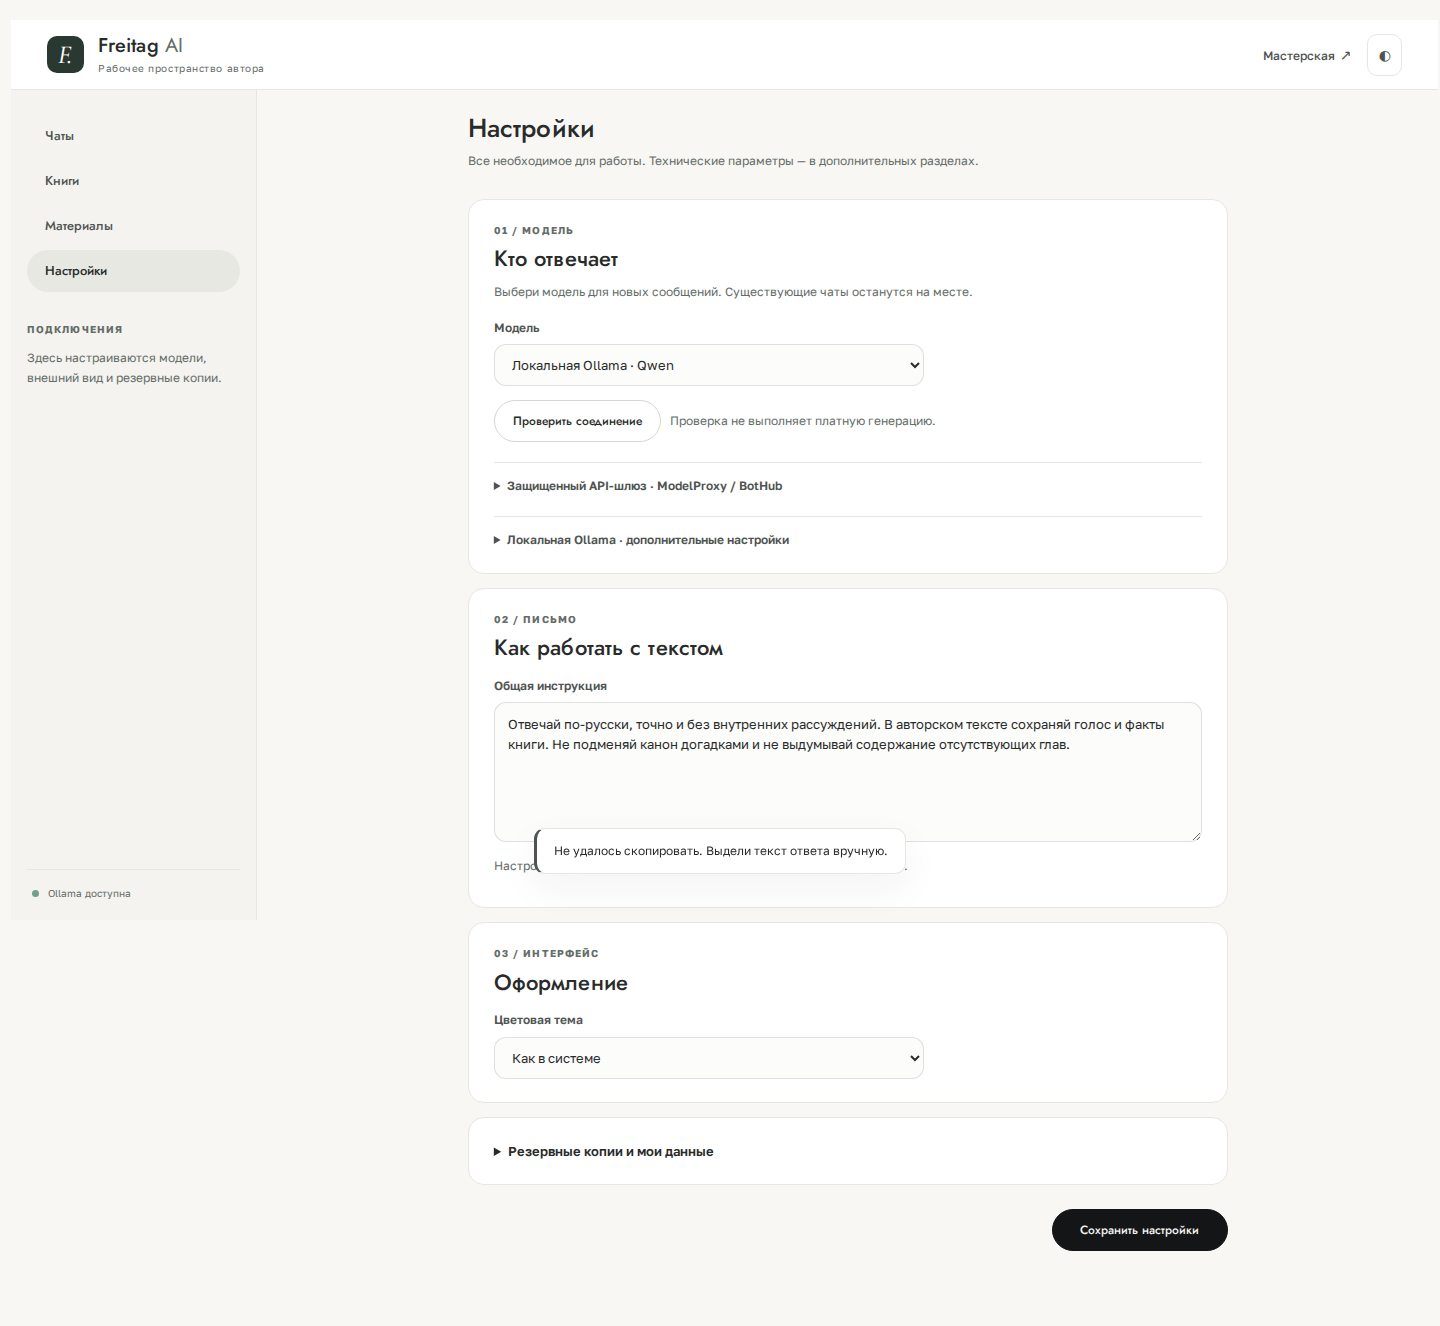 F.
Freitag AI
Рабочее пространство автора
Мастерская ↗
Чаты
Книги
Материалы
Настройки
ПОДКЛЮЧЕНИЯ
Здесь настраиваются модели,
внешний вид и резервные копии.
Ollama доступна
Настройки
Все необходимое для работы. Технические параметры — в дополнительных разделах.
01 / МОДЕЛЬ
Кто отвечает
Выбери модель для новых сообщений. Существующие чаты останутся на месте.
Модель
Локальная Ollama · Qwen
Проверить соединение
Проверка не выполняет платную генерацию.
Защищенный API-шлюз · ModelProxy / BotHub
Локальная Ollama · дополнительные настройки
02 / ПИСЬМО
Как работать с текстом
Общая инструкция
Отвечай по-русски, точно и без внутренних рассуждений. В авторском тексте сохраняй голос и факты
книги. Не подменяй канон догадками и не выдумывай содержание отсутствующих глав.
Не удалось скопировать. Выдели текст ответа вручную.
03 / ИНТЕРФЕЙС
Оформление
Цветовая тема
Как в системе
Резервные копии и мои данные
Сохранить настройки